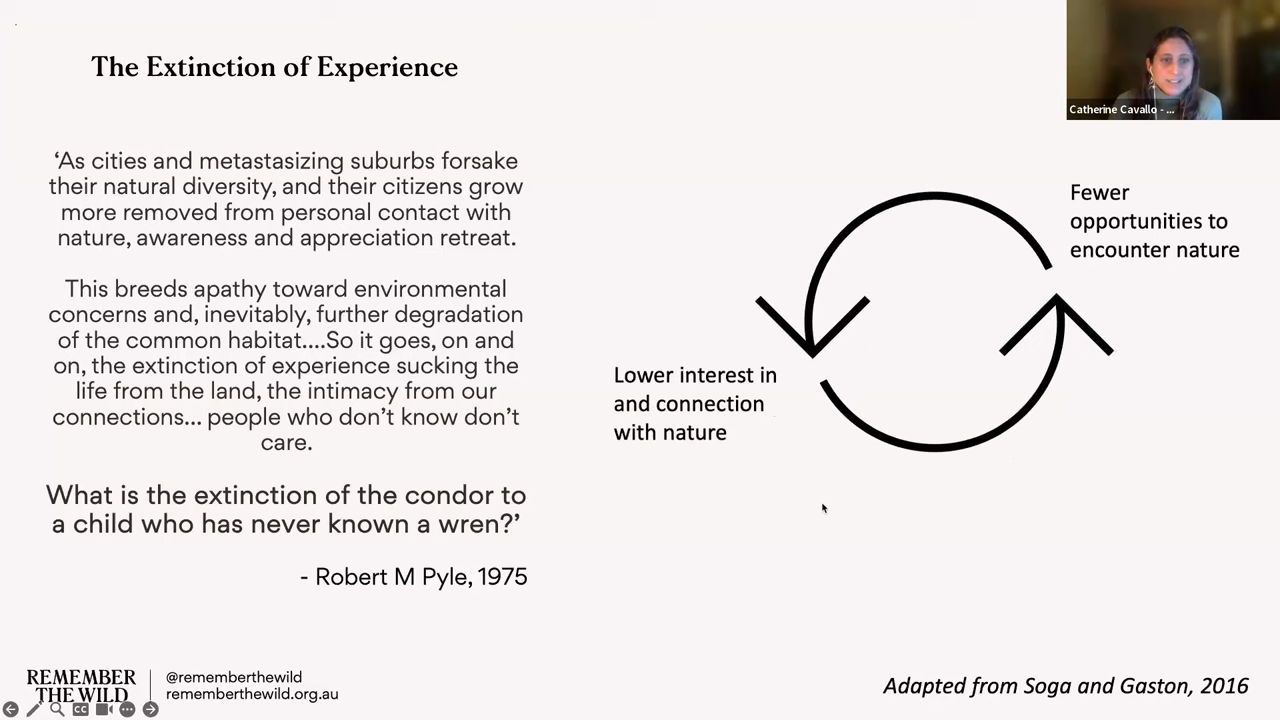 The Extinction of Experience
Catherine Cavallo - ...
‘As cities and metastasizing suburbs forsake
their natural diversity, and their citizens grow
more removed from personal contact with
nature, awareness and appreciation retreat.
This breeds apathy toward environmental
concerns and, inevitably, further degradation
of the common habitat....So it goes, on and
on, the extinction of experience sucking the
life from the land, the intimacy from our
connections... people who don’t know don’t
care.
What is the extinction of the condor to
a child who has never known a wren?’
- Robert M Pyle, 1975
Fewer
opportunities to
encounter nature
Lower interest in
and connection
with nature
REMEMBER
THE WILD
@rememberthewild
rememberthewild.org.au
CC
Adapted from Soga and Gaston, 2016